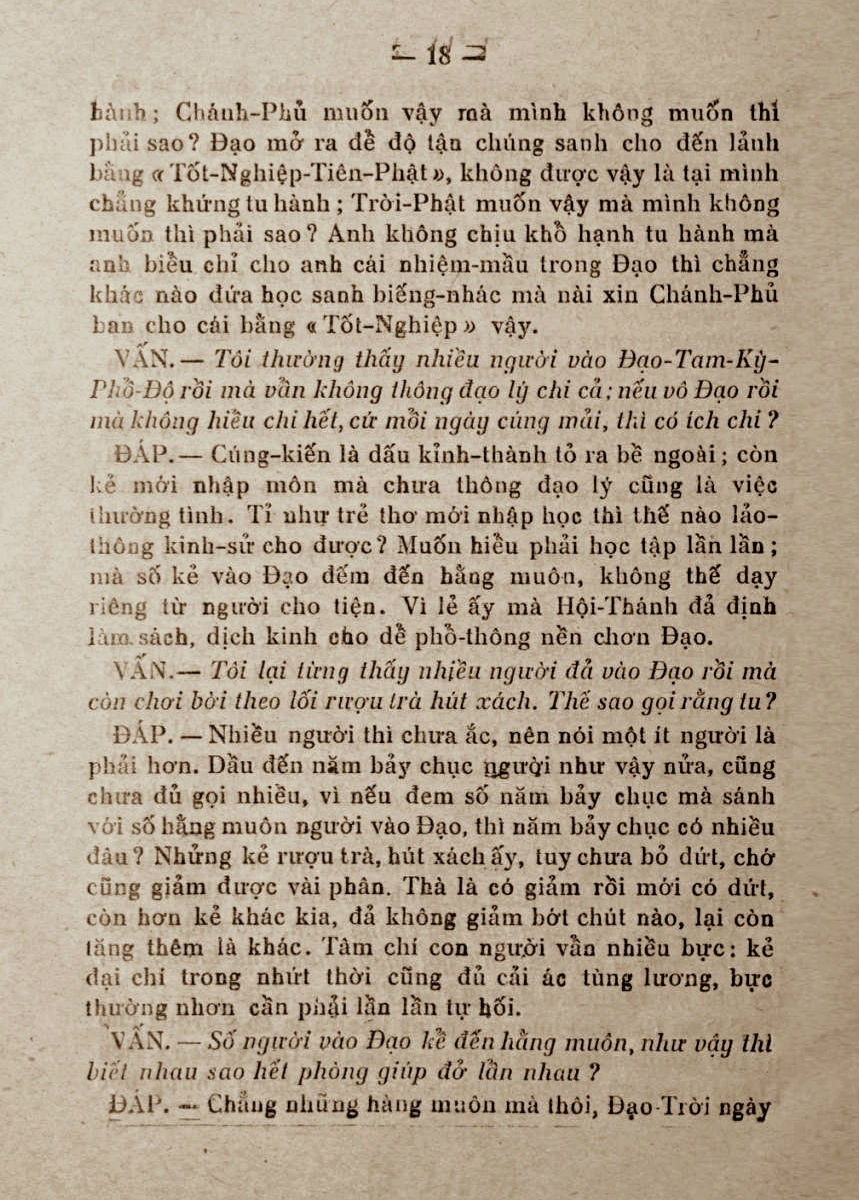 — 18 —
hành; Chánh-Phủ muốn vậy mà mình không muốn thì
phải sao? Đạo mở ra để độ tận chúng sanh cho đến lảnh
bằng «Tốt-Nghiệp-Tiên-Phật», không được vậy là tại mình
chẳng khứng tu hành; Trời-Phật muốn vậy mà mình không
muốn thì phải sao? Anh không chịu khổ hạnh tu hành mà
anh biểu chỉ cho anh cái nhiệm-mầu trong Đạo thì chẳng
khác nào đứa học sanh biếng-nhác mà nài xin Chánh-Phủ
ban cho cái bằng «Tốt-Nghiệp» vậy.
VẤN.— Tôi thường thấy nhiều người vào Đạo-Tam-Kỳ-
Phổ-Độ rồi mà vẫn không thông đạo lý chi cả; nếu vô Đạo rồi
mà không hiểu chi hết, cứ mỗi ngày cúng mải, thì có ích chi?
ĐÁP.— Cúng-kiến là dấu kỉnh-thành tỏ ra bề ngoài; còn
kẻ mới nhập môn mà chưa thông đạo lý cũng là việc
thường tình. Tỉ như trẻ thơ mới nhập học thì thế nào lảo-
thông kinh-sử cho được? Muốn hiểu phải học tập lần lần;
mà số kẻ vào Đạo đếm đến hằng muôn, không thế dạy
riêng từ người cho tiện. Vì lẻ ấy mà Hội-Thánh đả định
làm sách, dịch kinh cho dể phổ-thông nền chơn Đạo.
VẤN.— Tôi lại từng thấy nhiều người đả vào Đạo rồi mà
còn chơi bời theo lối rượu trà hút xách. Thế sao gọi rằng tu?
ĐÁP. — Nhiều người thì chưa ắc, nên nói một ít người là
phải hơn. Dầu đến năm bảy chục người như vậy nửa, cũng
chưa đủ gọi nhiều, vì nếu đem số năm bảy chục mà sánh
với số hằng muôn người vào Đạo, thì năm bảy chục có nhiều
đâu? Nhửng kẻ rượu trà, hút xách ấy, tuy chưa bỏ dứt, chớ
cũng giảm được vài phân. Thà là có giảm rồi mới có dứt,
còn hơn kẻ khác kia, đả không giảm bớt chút nào, lại còn
tăng thêm là khác. Tâm chí con người vẫn nhiều bực: kẻ
đại chí trong nhứt thời cũng đủ cải ác tùng lương, bực
thường nhơn cần phải lần lần tự hối.
VẤN. — Số người vào Đạo kể đến hằng muôn, như vậy thì
biết nhau sao hết phòng giúp đở lẫn nhau?
ĐÁP. — Chẳng những hàng muôn mà thôi, Đạo-Trời ngày